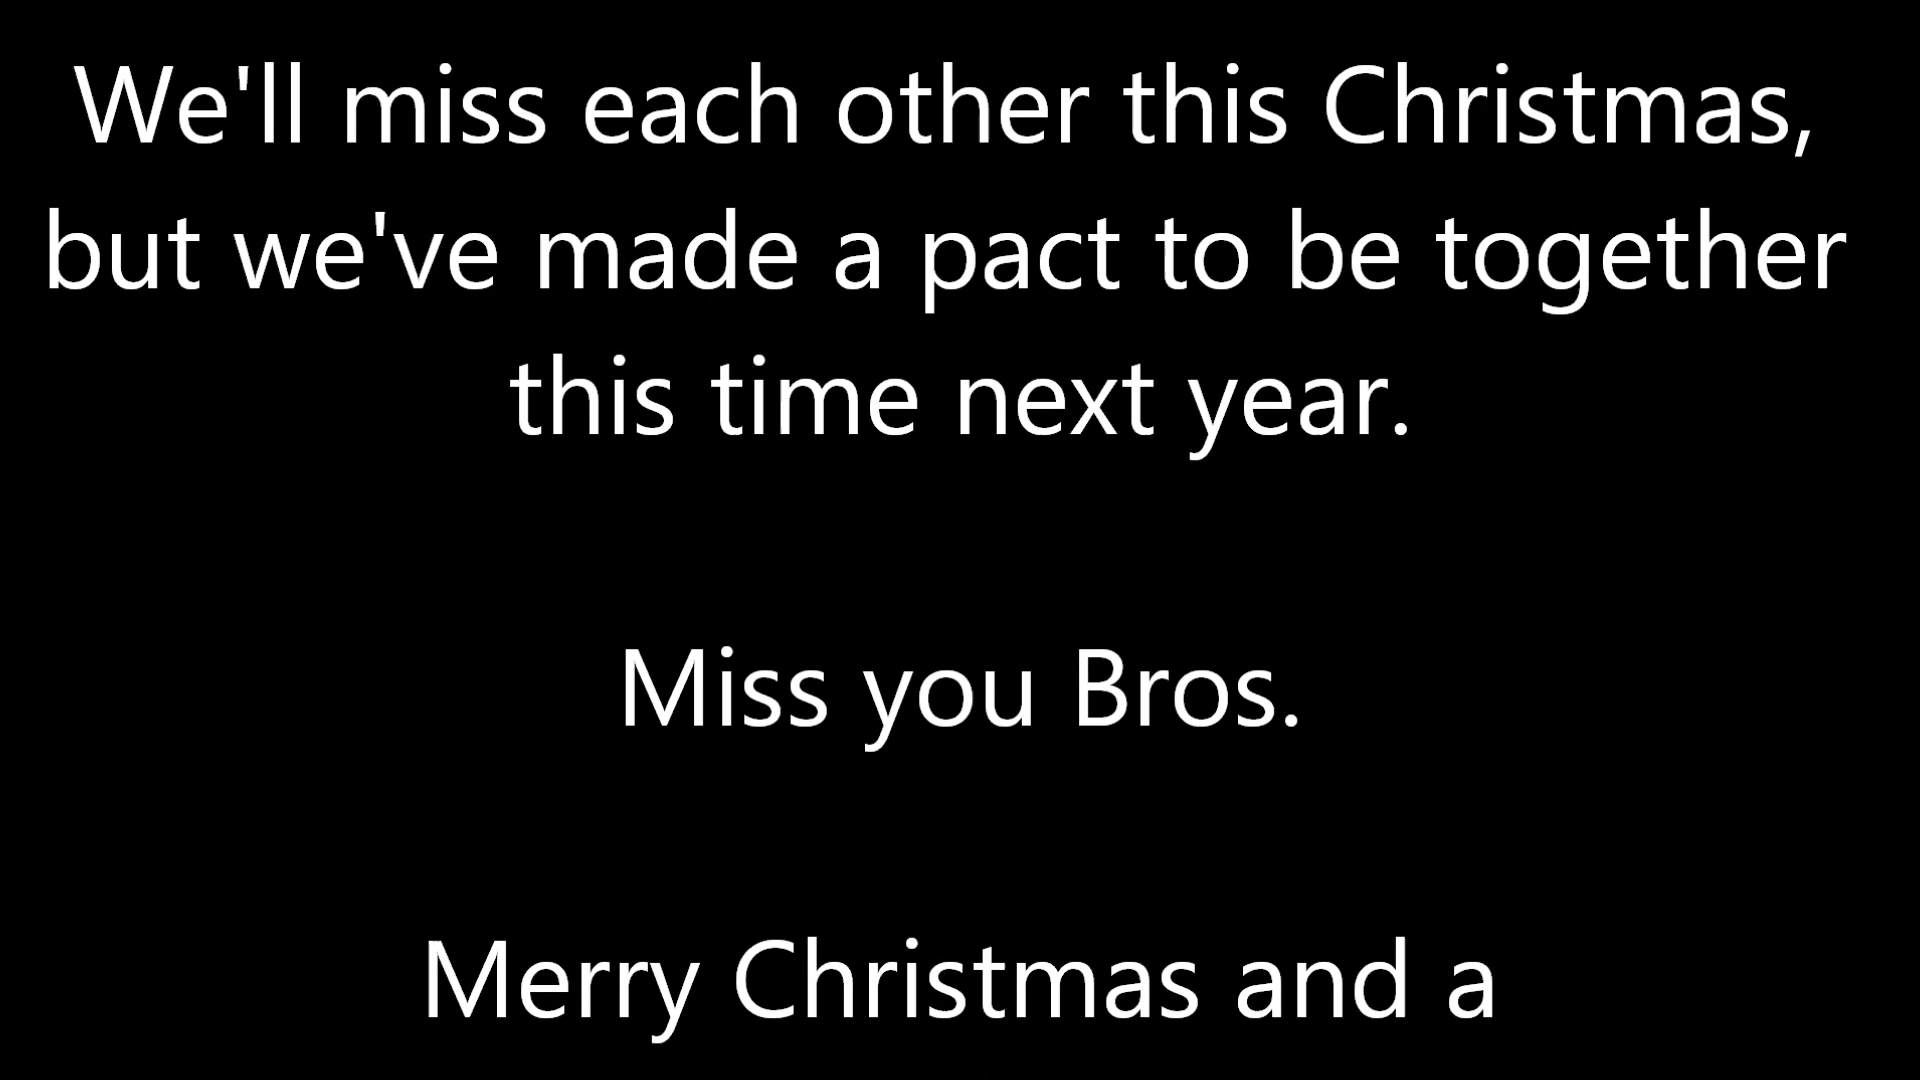 We'll miss each other this Christmas,
but we've made a pact to be together
this time next year.
Miss you Bros.
Merry Christmas and a